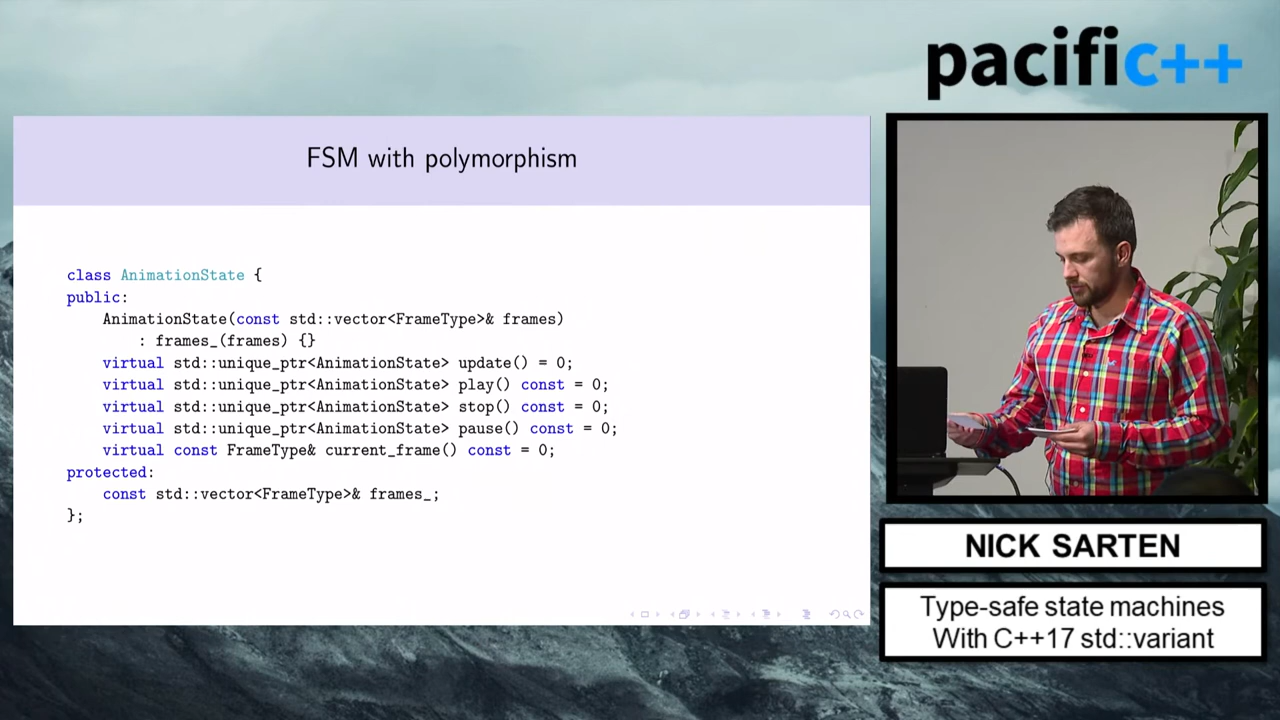 pacific++
FSM with polymorphism
class AnimationState {
public:
    AnimationState(const std::vector<FrameType>& frames)
        : frames_(frames) {}
    virtual std::unique_ptr<AnimationState> update() = 0;
    virtual std::unique_ptr<AnimationState> play() const = 0;
    virtual std::unique_ptr<AnimationState> stop() const = 0;
    virtual std::unique_ptr<AnimationState> pause() const = 0;
    virtual const FrameType& current_frame() const = 0;
protected:
    const std::vector<FrameType>& frames_;
};
NICK SARTEN
Type-safe state machines
With C++17 std::variant